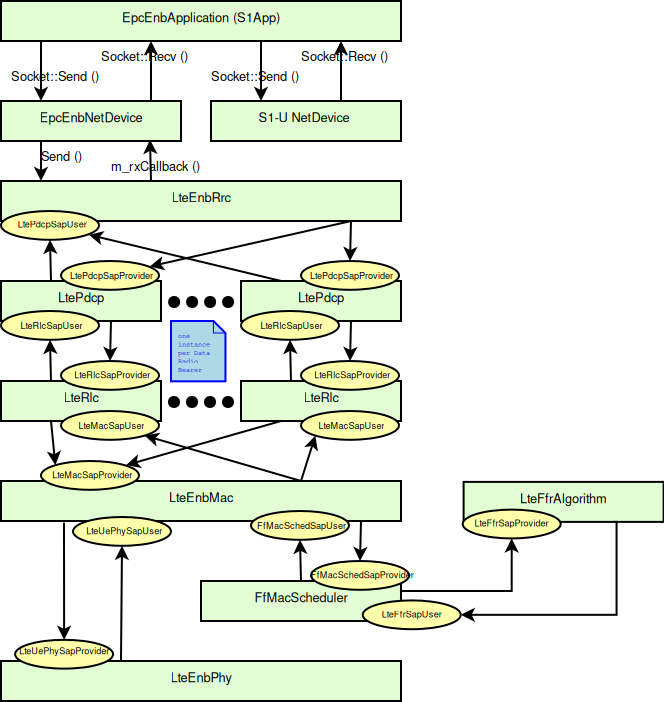 EpcEnbApplication (S1App)
Socket::Recv ()
Socket::Recv ()
Socket::Send ()
Socket::Send ()
EpcEnbNetDevice
S1-U NetDevice
Send ()
m_rxCallback ()
LteEnbRrc
LtePdcpSapUser
LtePdcpSapProvider
LtePdcpSapProvider
LtePdcp
LtePdcp
LteRlcSapUser
LteRlcSapUser
one
instance
per Data
Radio
Bearer
LteRlcSapProvider
LteRlcSapProvider
LteRlc
LteRlc
LteMacSapUser
LteMacSapUser
LteMacSapProvider
LteEnbMac
LteFfrAlgorithm
LteUePhySapUser
FfMacSchedSapUser
LteFfrSapProvider
FfMacSchedSapProvider
FfMacScheduler
LteFfrSapUser
LteUePhySapProvider
LteEnbPhy